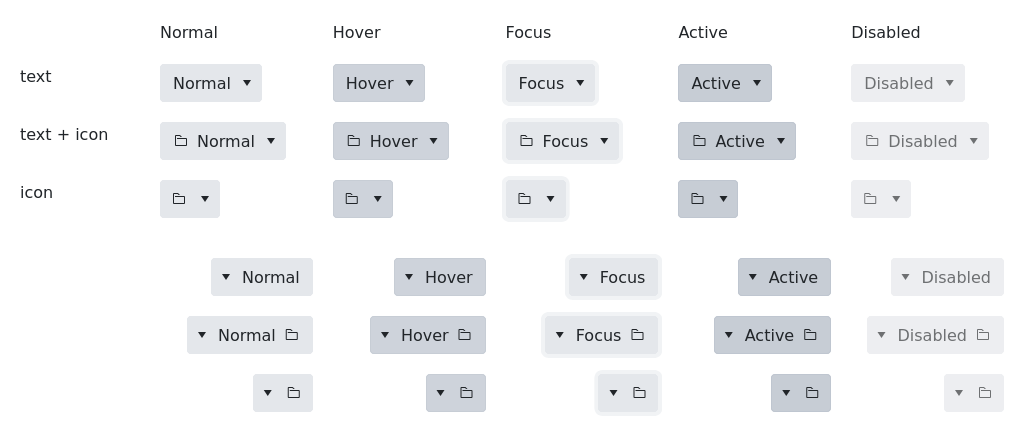 Normal Hover Focus Active Disabled
text Normal Hover Focus Active Disabled
text + icon Normal Hover Focus Active Disabled
icon
Normal Hover Focus Active Disabled
Normal Hover Focus Active Disabled